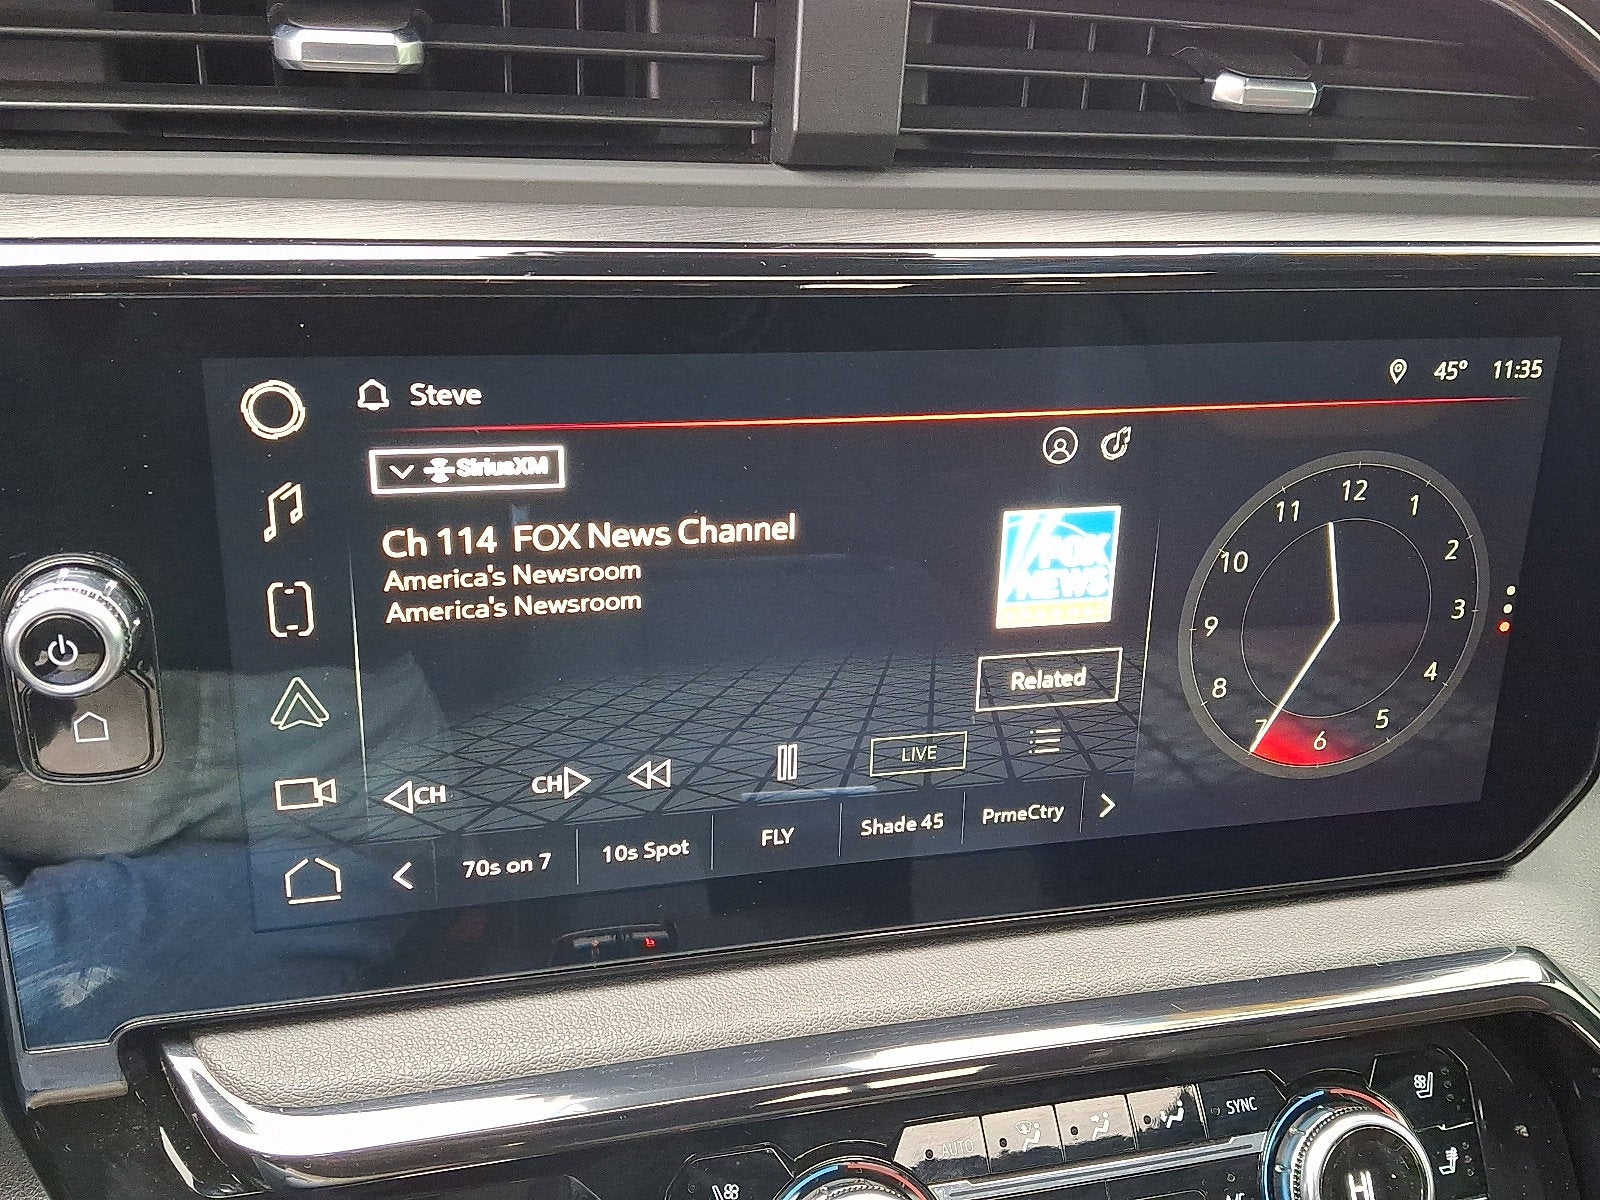 Steve
45° 11:35
SiriusXM
Ch 114 FOX News Channel
America's Newsroom
America's Newsroom
FOX
NEWS
Related
12
1
2
3
4
5
6
7
8
9
10
11
CH
CH
LIVE
70s on 7
10s Spot
FLY
Shade 45
PrmeCtry
AUTO
SYNC
A/C
HI